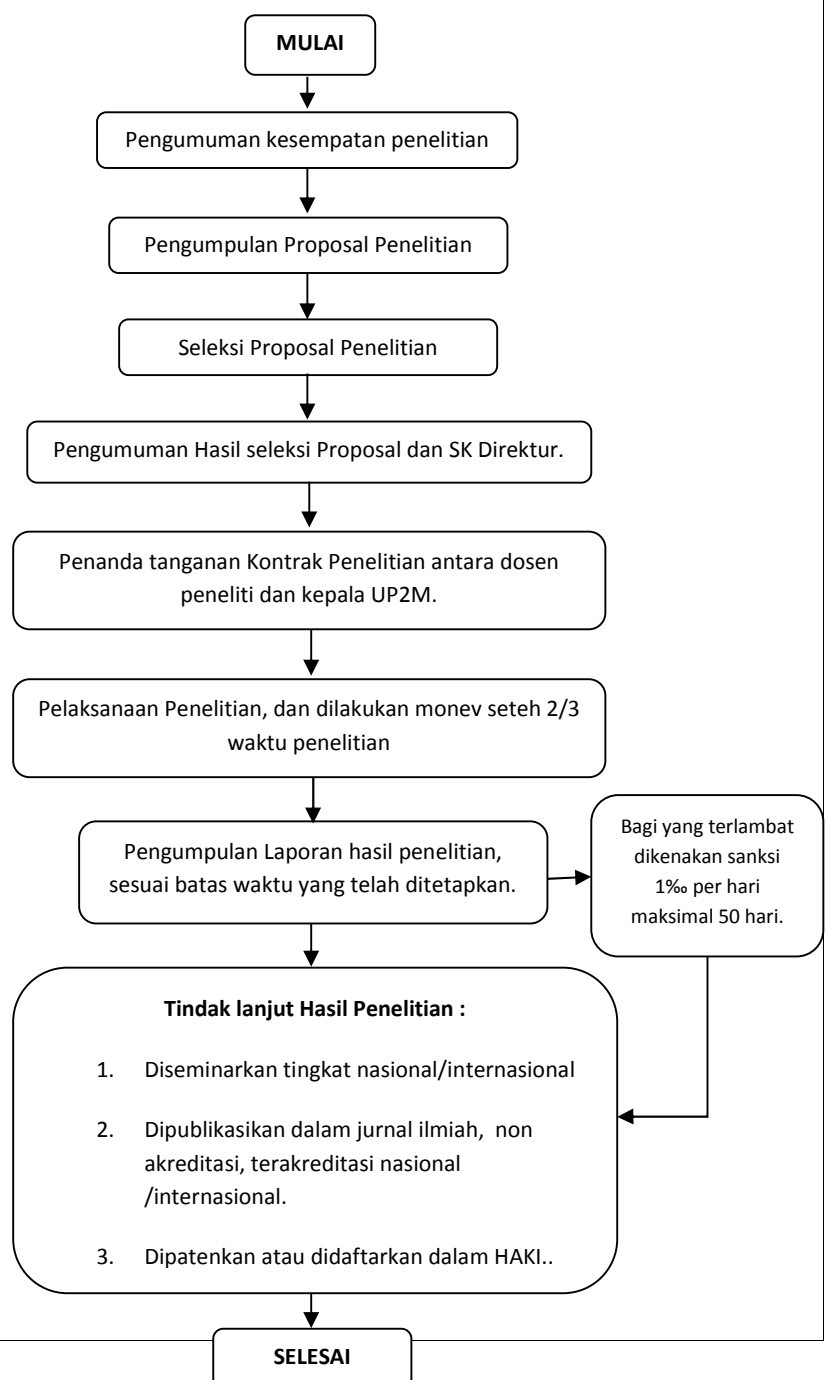 MULAI
Pengumuman kesempatan penelitian
Pengumpulan Proposal Penelitian
Seleksi Proposal Penelitian
Pengumuman Hasil seleksi Proposal dan SK Direktur.
Penanda tanganan Kontrak Penelitian antara dosen
peneliti dan kepala UP2M.
Pelaksanaan Penelitian, dan dilakukan monev seteh 2/3
waktu penelitian
Pengumpulan Laporan hasil penelitian,
sesuai batas waktu yang telah ditetapkan.
Bagi yang terlambat
dikenakan sanksi
1‰ per hari
maksimal 50 hari.
Tindak lanjut Hasil Penelitian :
1. Diseminarkan tingkat nasional/internasional
2. Dipublikasikan dalam jurnal ilmiah, non
akreditasi, terakreditasi nasional
/internasional.
3. Dipatenkan atau didaftarkan dalam HAKI..
SELESAI